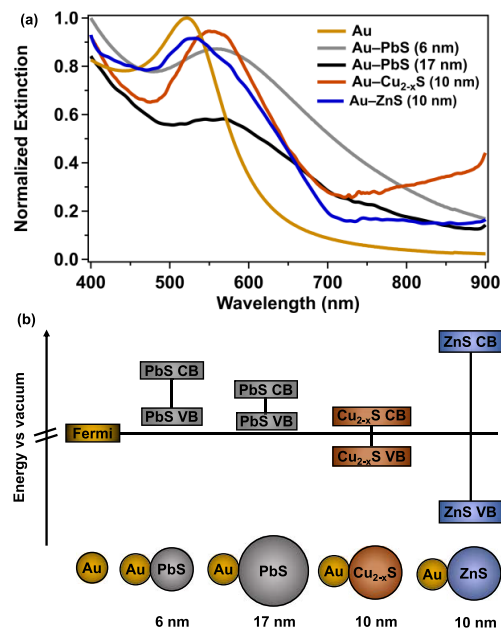 (a)
Normalized Extinction
1.0
0.8
0.6
0.4
0.2
0.0
Au
Au–PbS (6 nm)
Au–PbS (17 nm)
Au–Cu2-xS (10 nm)
Au–ZnS (10 nm)
400 500 600 700 800 900
Wavelength (nm)
(b)
Energy vs vacuum
Fermi
PbS CB
PbS VB
PbS CB
PbS VB
Cu2-xS CB
Cu2-xS VB
ZnS CB
ZnS VB
Au Au PbS Au PbS Au Cu2-xS Au ZnS
6 nm 17 nm 10 nm 10 nm